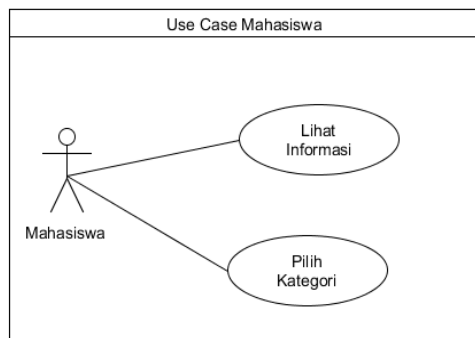 Use Case Mahasiswa
Lihat
Informasi
Mahasiswa
Pilih
Kategori